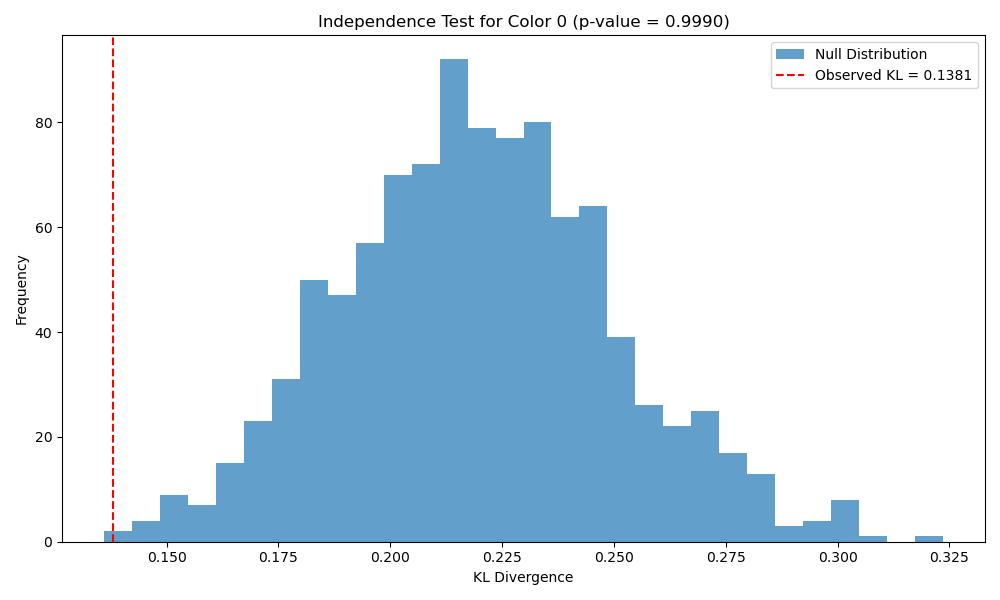 Independence Test for Color 0 (p-value = 0.9990)
Null Distribution
Observed KL = 0.1381
Frequency
80
60
40
20
0
0.150 0.175 0.200 0.225 0.250 0.275 0.300 0.325
KL Divergence